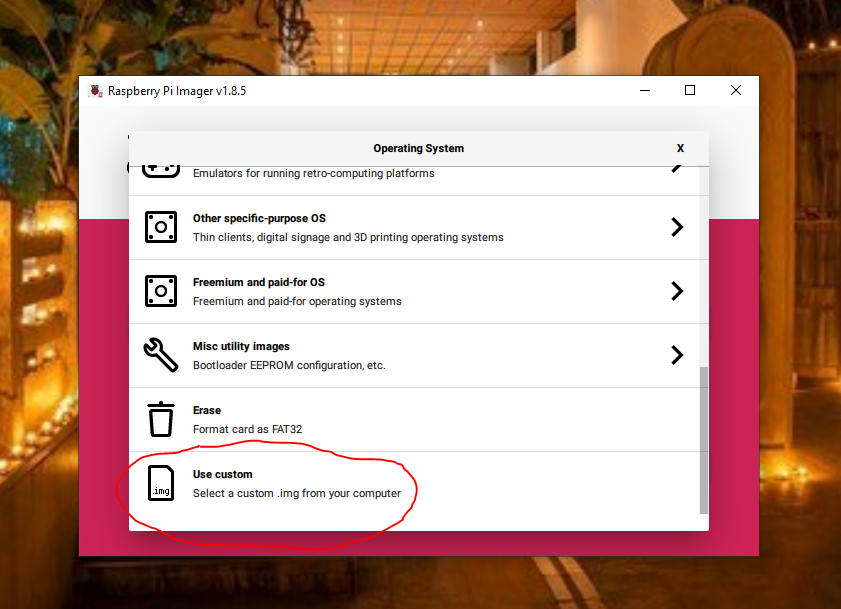 Raspberry Pi Imager v1.8.5
Operating System
X
Emulators for running retro-computing platforms
Other specific-purpose OS
Thin clients, digital signage and 3D printing operating systems
Freemium and paid-for OS
Freemium and paid-for operating systems
Misc utility images
Bootloader EEPROM configuration, etc.
Erase
Format card as FAT32
Use custom
.img
Select a custom .img from your computer